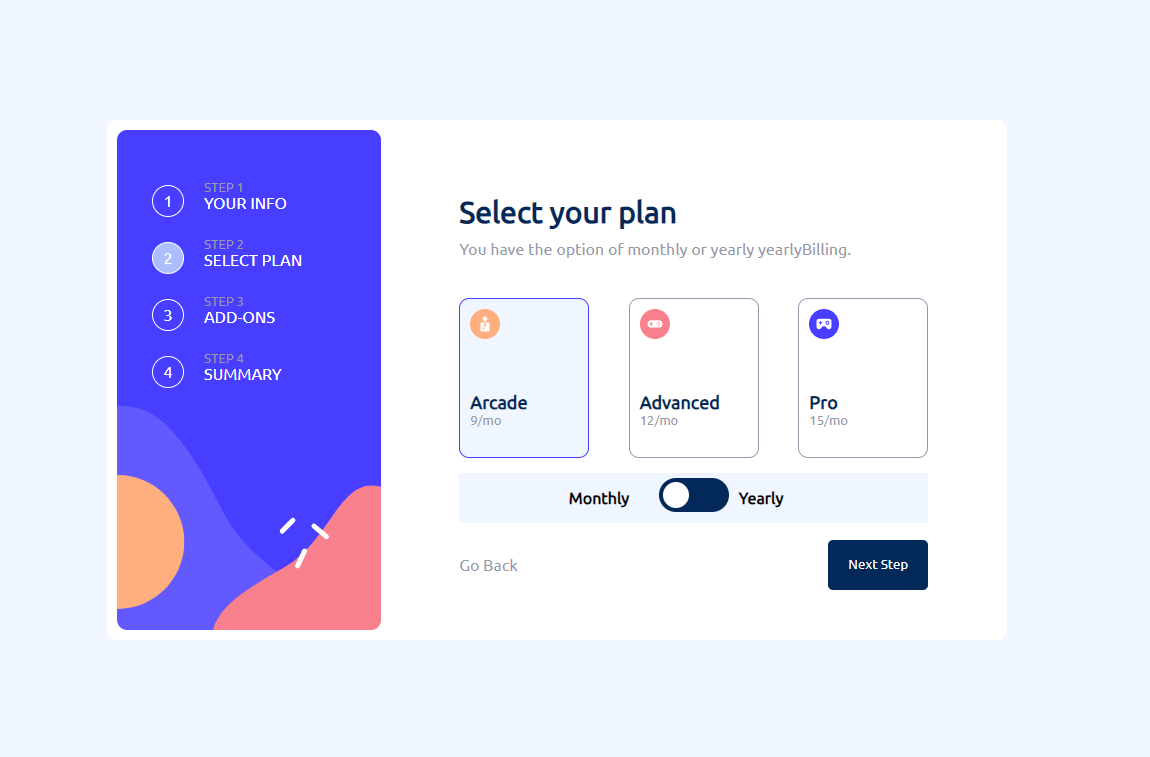 STEP 1
1 YOUR INFO
STEP 2
2 SELECT PLAN
STEP 3
3 ADD-ONS
STEP 4
4 SUMMARY
Select your plan
You have the option of monthly or yearly yearlyBilling.
Arcade
9/mo
Advanced
12/mo
Pro
15/mo
Monthly Yearly
Go Back
Next Step